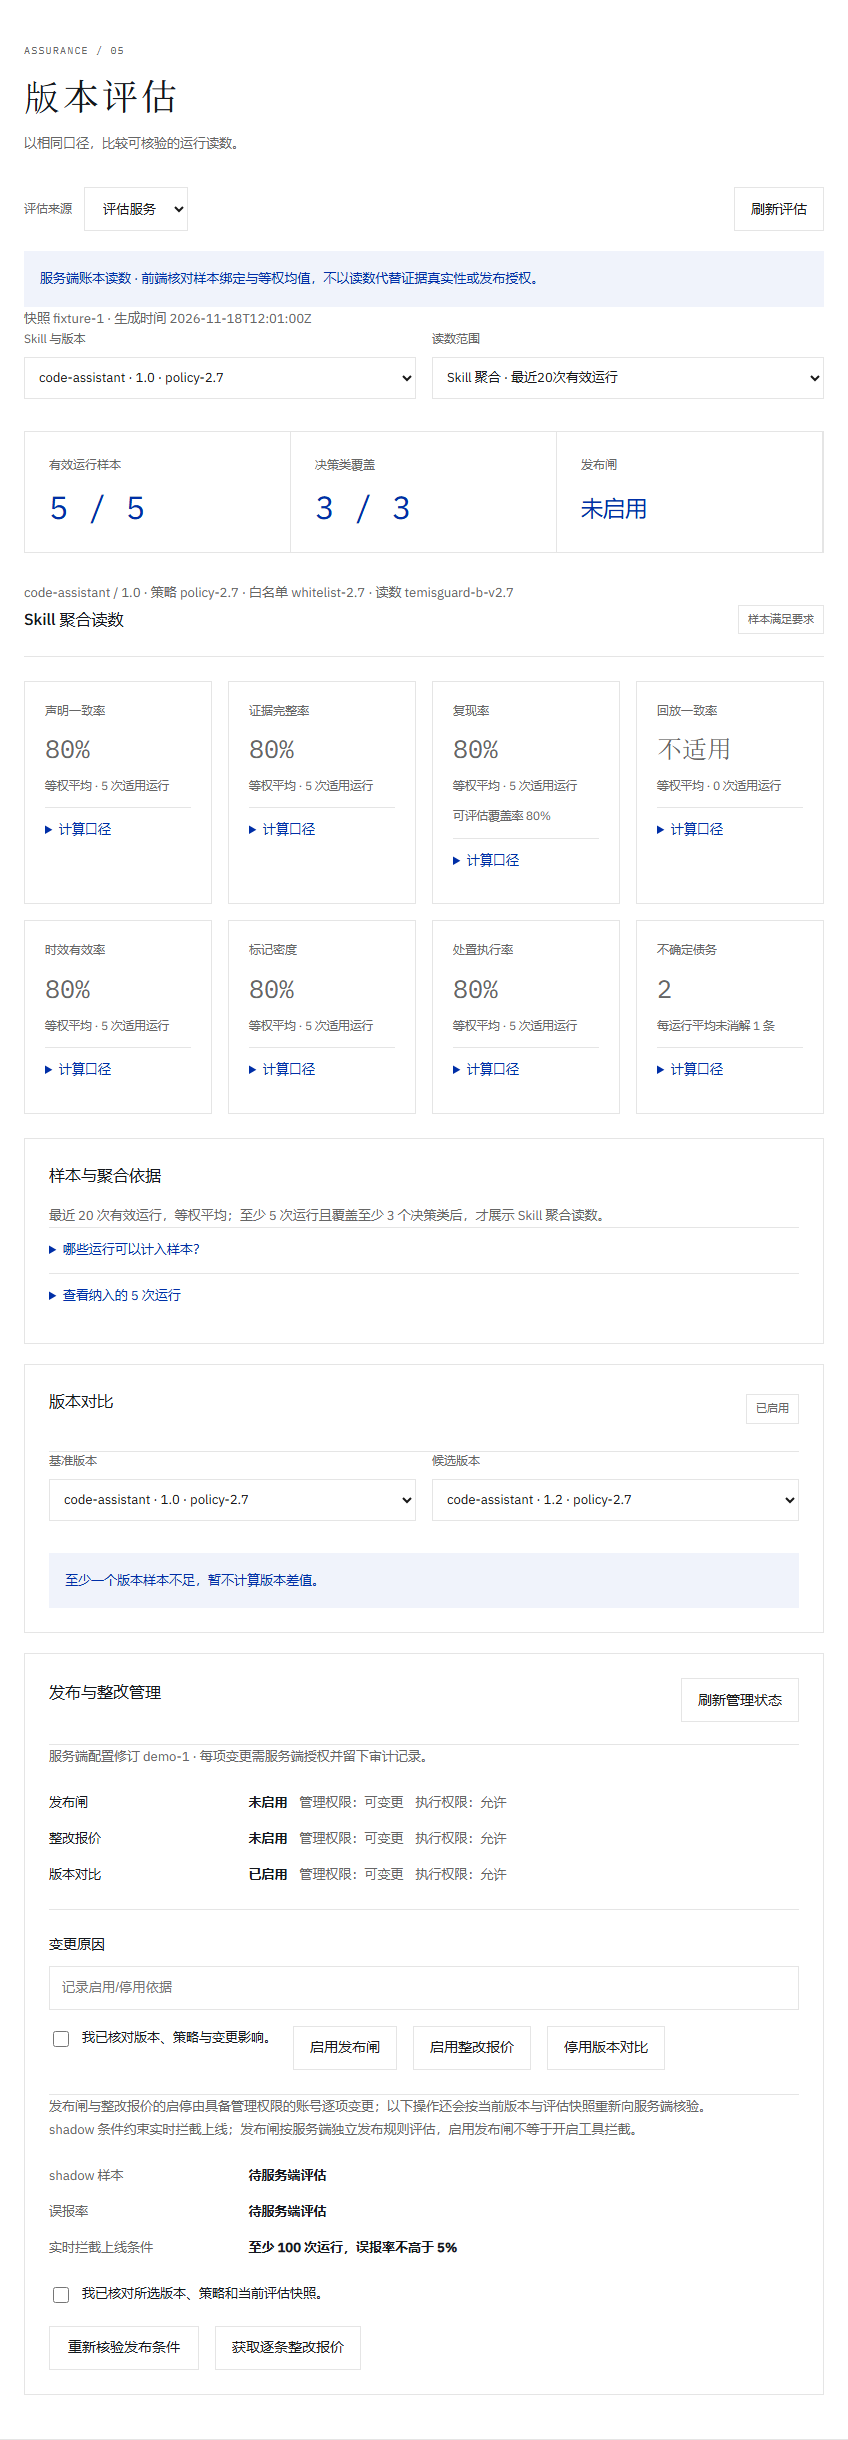 ASSURANCE / 05
版本评估
以相同口径，比较可核验的运行读数。
评估来源 评估服务 刷新评估
服务端账本读数 · 前端核对样本绑定与等权均值，不以读数代替证据真实性或发布授权。
快照 fixture-1 · 生成时间 2026-11-18T12:01:00Z
Skill 与版本 读数范围
code-assistant · 1.0 · policy-2.7 Skill 聚合 · 最近20次有效运行
有效运行样本 决策类覆盖 发布闸
5 / 5 3 / 3 未启用
code-assistant / 1.0 · 策略 policy-2.7 · 白名单 whitelist-2.7 · 读数 temisguard-b-v2.7
Skill 聚合读数 样本满足要求
声明一致率 证据完整率 复现率 回放一致率
80% 80% 80% 不适用
等权平均 · 5 次适用运行 等权平均 · 5 次适用运行 等权平均 · 5 次适用运行 等权平均 · 0 次适用运行
可评估覆盖率 80%
计算口径 计算口径 计算口径 计算口径
时效有效率 标记密度 处置执行率 不确定债务
80% 80% 80% 2
等权平均 · 5 次适用运行 等权平均 · 5 次适用运行 等权平均 · 5 次适用运行 每运行平均未消解 1 条
计算口径 计算口径 计算口径 计算口径
样本与聚合依据
最近 20 次有效运行，等权平均；至少 5 次运行且覆盖至少 3 个决策类后，才展示 Skill 聚合读数。
哪些运行可以计入样本？
查看纳入的 5 次运行
版本对比 已启用
基准版本 候选版本
code-assistant · 1.0 · policy-2.7 code-assistant · 1.2 · policy-2.7
至少一个版本样本不足，暂不计算版本差值。
发布与整改管理 刷新管理状态
服务端配置修订 demo-1 · 每项变更需服务端授权并留下审计记录。
发布闸 未启用 管理权限：可变更 执行权限：允许
整改报价 未启用 管理权限：可变更 执行权限：允许
版本对比 已启用 管理权限：可变更 执行权限：允许
变更原因
记录启用/停用依据
我已核对版本、策略与变更影响。 启用发布闸 启用整改报价 停用版本对比
发布闸与整改报价的启停由具备管理权限的账号逐项变更；以下操作还会按当前版本与评估快照重新向服务端核验。
shadow 条件约束实时拦截上线；发布闸按服务端独立发布规则评估，启用发布闸不等于开启工具拦截。
shadow 样本 待服务端评估
误报率 待服务端评估
实时拦截上线条件 至少 100 次运行，误报率不高于 5%
我已核对所选版本、策略和当前评估快照。
重新核验发布条件 获取逐条整改报价